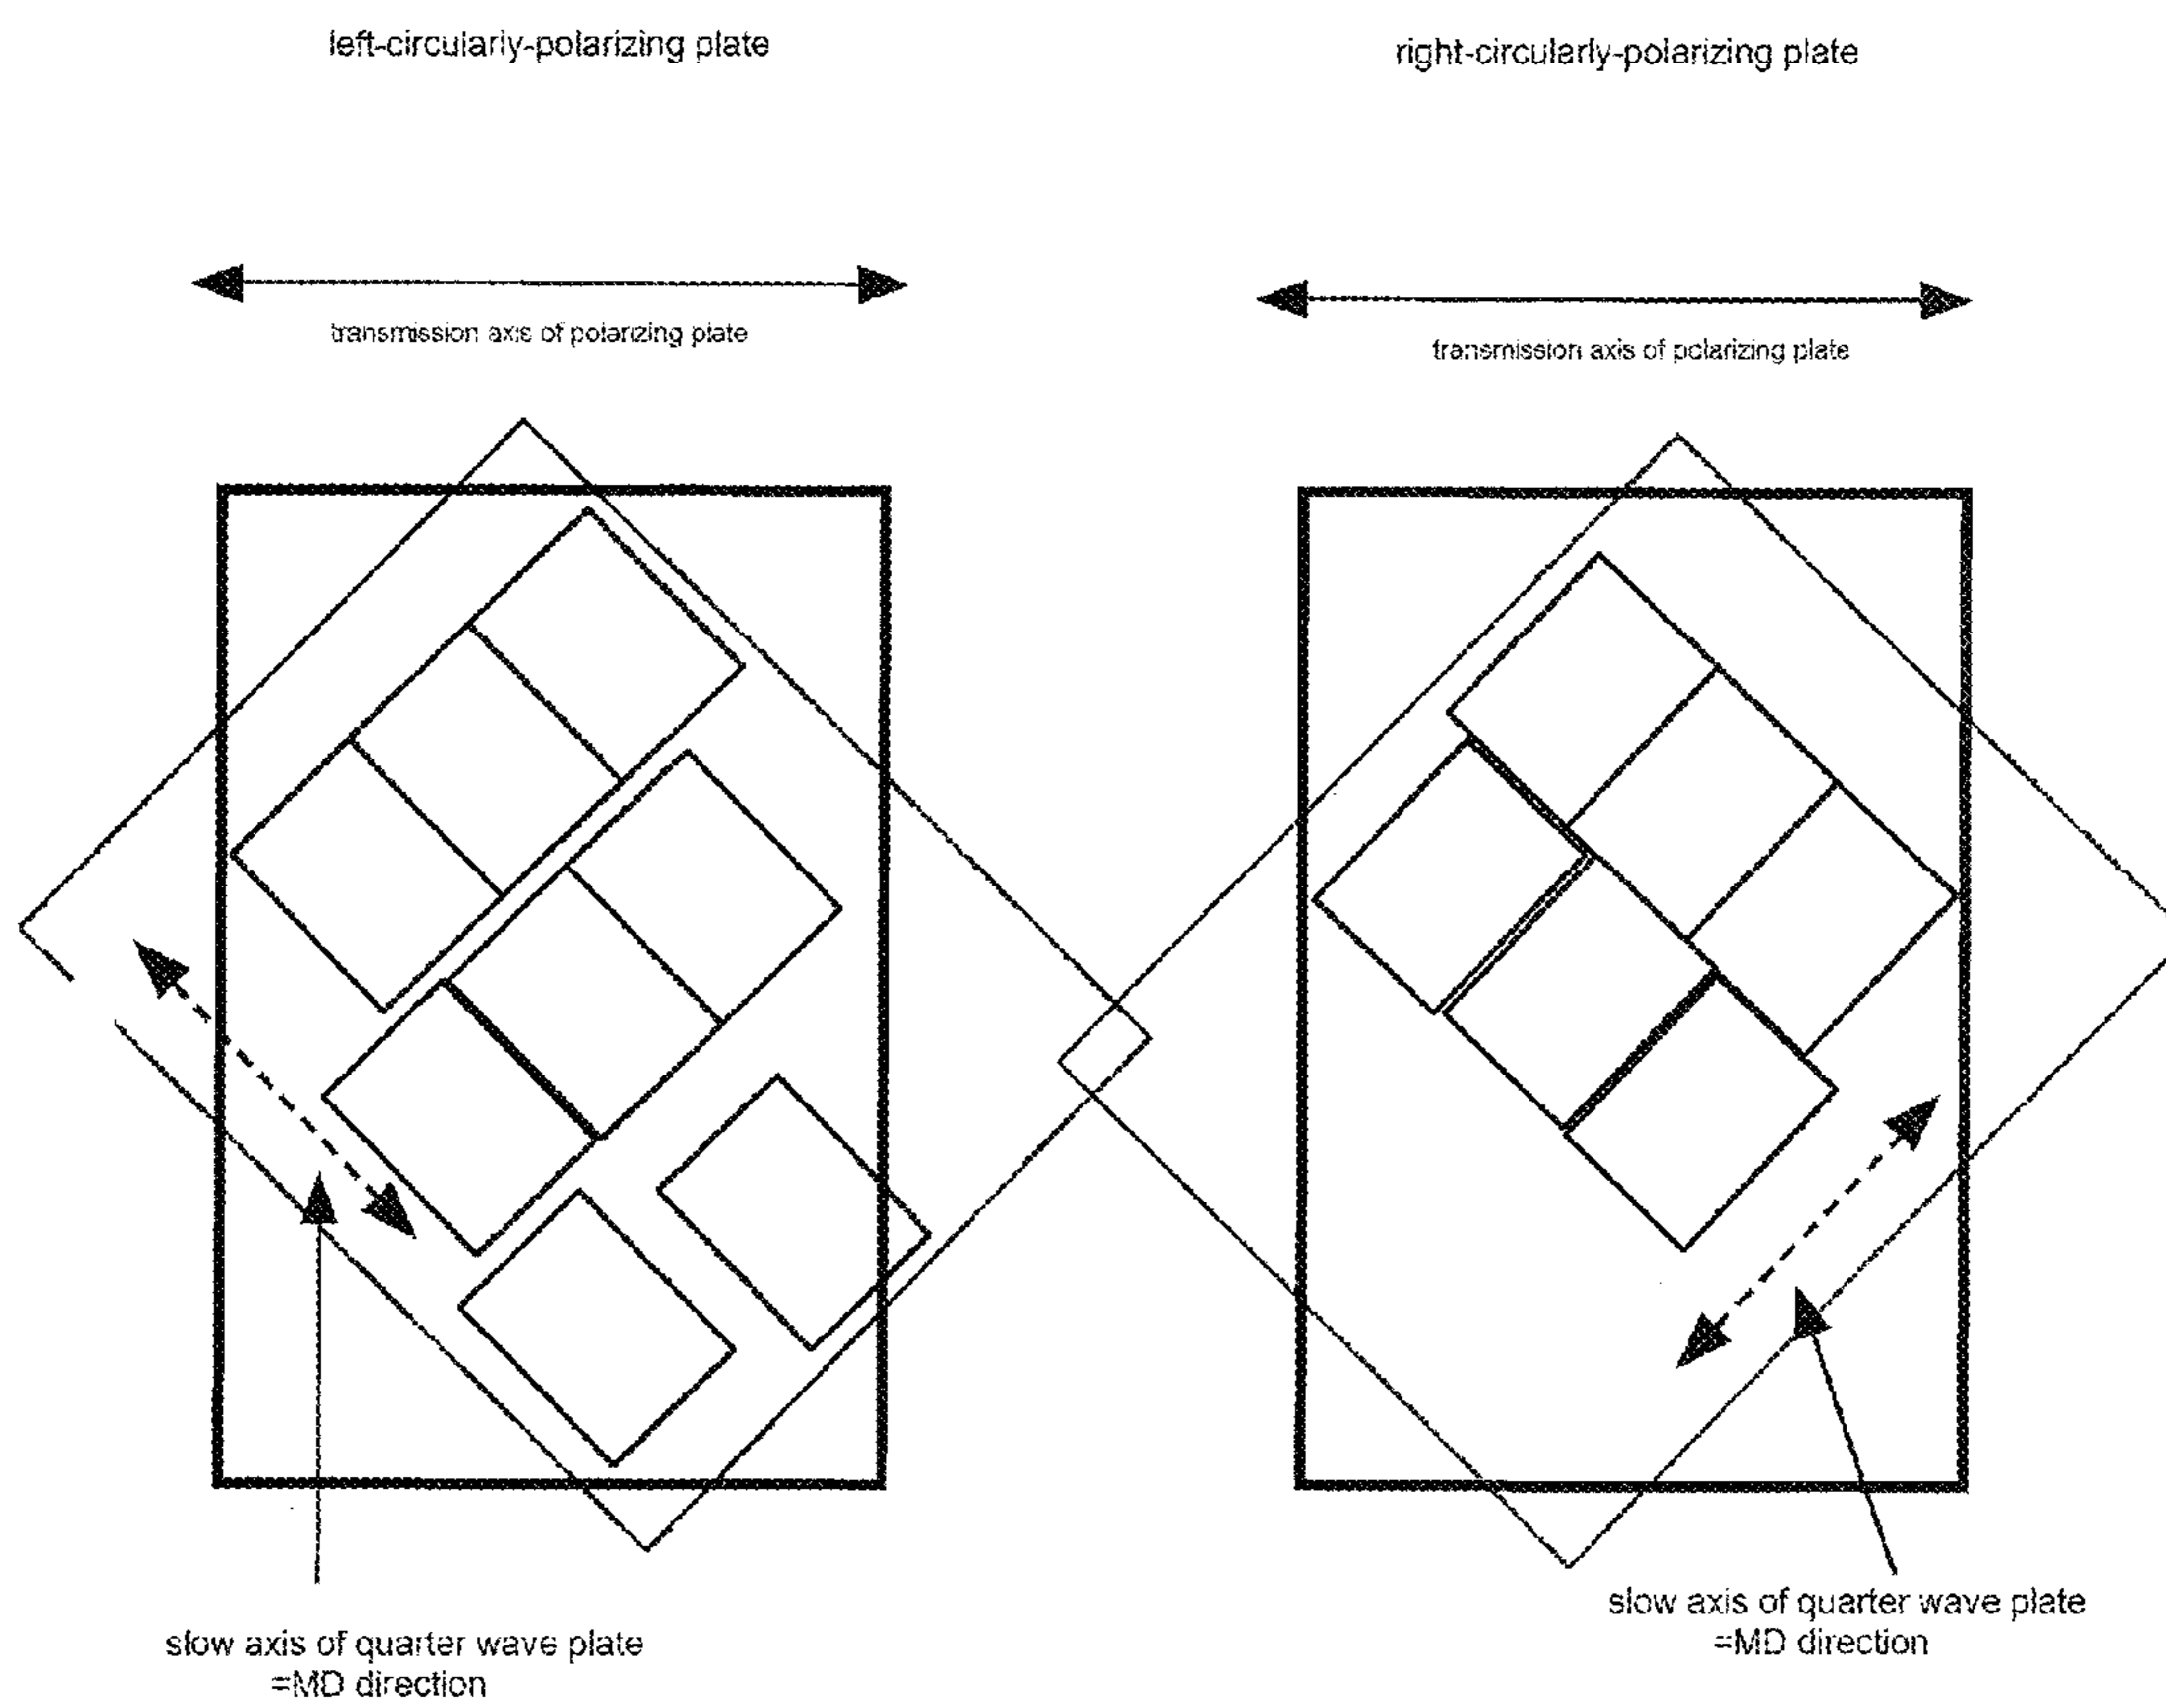 left-circularly-polarizing plate
right-circularly-polarizing plate
transmission axis of polarizing plate
transmission axis of polarizing plate
slow axis of quarter wave plate
=MD direction
slow axis of quarter wave plate
=MD direction